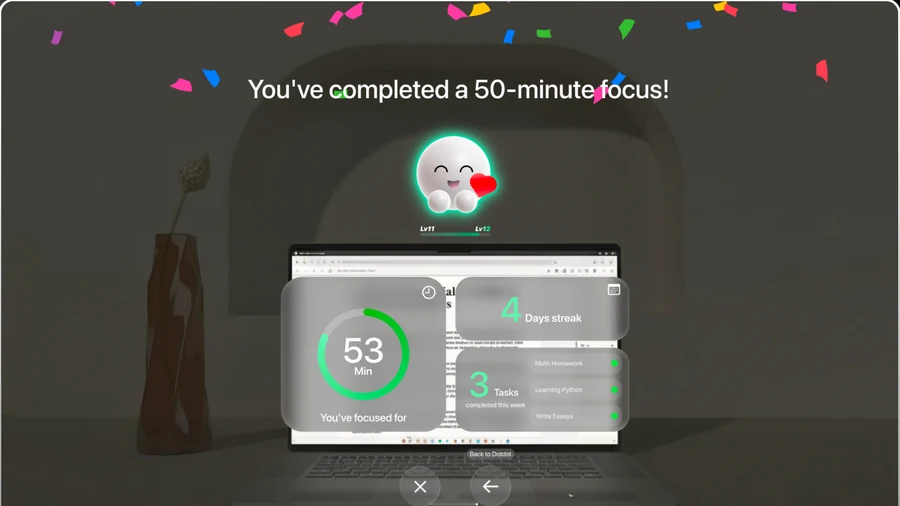 You've completed a 50-minute focus!
Lv11
Lv12
53
Min
You've focused for
4 Days streak
3 Tasks
completed this week
Math Homework
Learning Python
Write Essays
Back to Dotdot